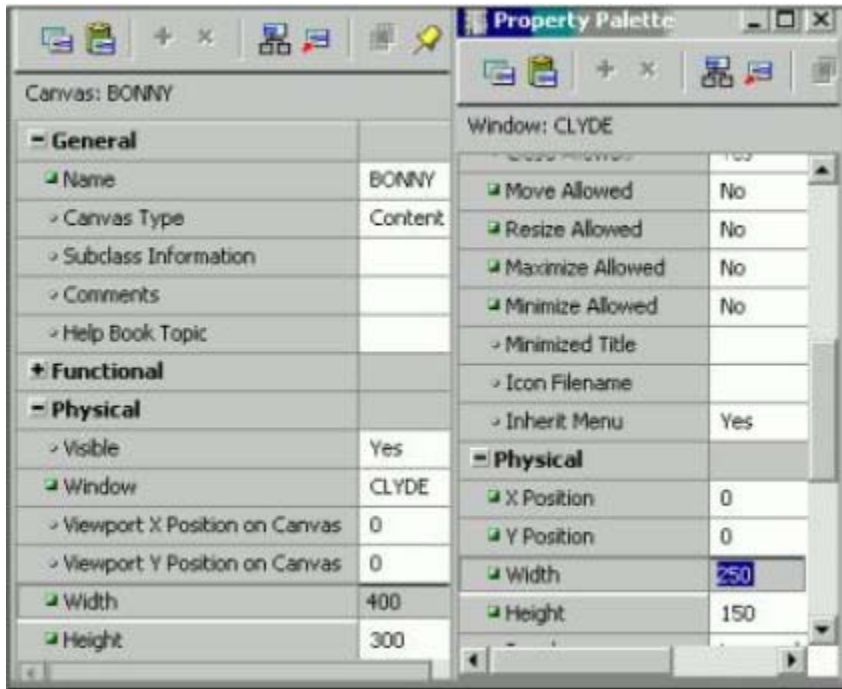 Canvas: BONNY
General
Name BONNY
Canvas Type Content
Subclass Information
Comments
Help Book Topic
Functional
Physical
Visible Yes
Window CLYDE
Viewport X Position on Canvas 0
Viewport Y Position on Canvas 0
Width 400
Height 300
Property Palette
Window: CLYDE
Move Allowed No
Resize Allowed No
Maximize Allowed No
Minimize Allowed No
Minimized Title
Icon Filename
Inherit Menu Yes
Physical
X Position 0
Y Position 0
Width 250
Height 150